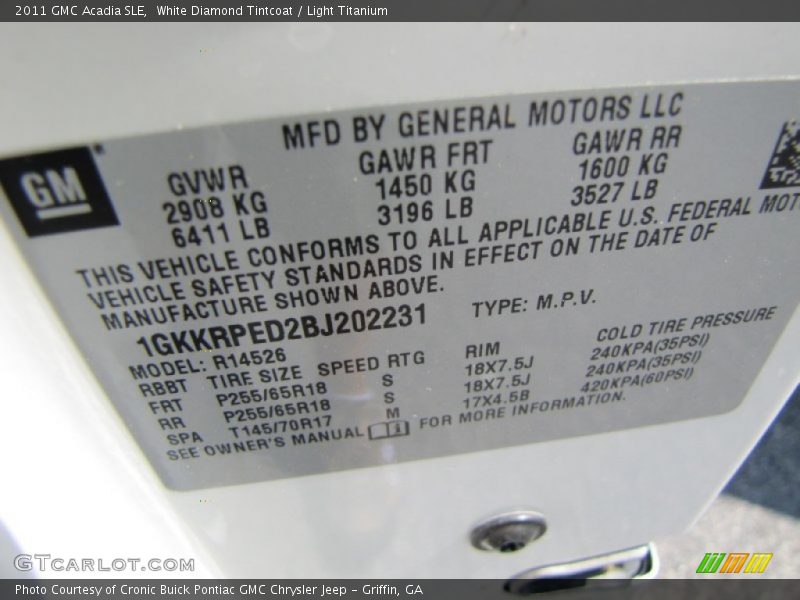 2011 GMC Acadia SLE,  White Diamond Tintcoat / Light Titanium
MFD BY GENERAL MOTORS LLC
GM
GVWR GAWR FRT GAWR RR
2908 KG 1450 KG 1600 KG
6411 LB 3196 LB 3527 LB
THIS VEHICLE CONFORMS TO ALL APPLICABLE U.S. FEDERAL MOT
VEHICLE SAFETY STANDARDS IN EFFECT ON THE DATE OF
MANUFACTURE SHOWN ABOVE.
1GKKRPED2BJ202231 TYPE: M.P.V.
MODEL: R14526
RBBT TIRE SIZE SPEED RTG RIM COLD TIRE PRESSURE
FRT P255/65R18 S 18X7.5J 240KPA(35PSI)
RR P255/65R18 S 18X7.5J 240KPA(35PSI)
SPA T145/70R17 M 17X4.5B 420KPA(60PSI)
SEE OWNER'S MANUAL FOR MORE INFORMATION.
GTCARLOT.COM
Photo Courtesy of Cronic Buick Pontiac GMC Chrysler Jeep - Griffin, GA